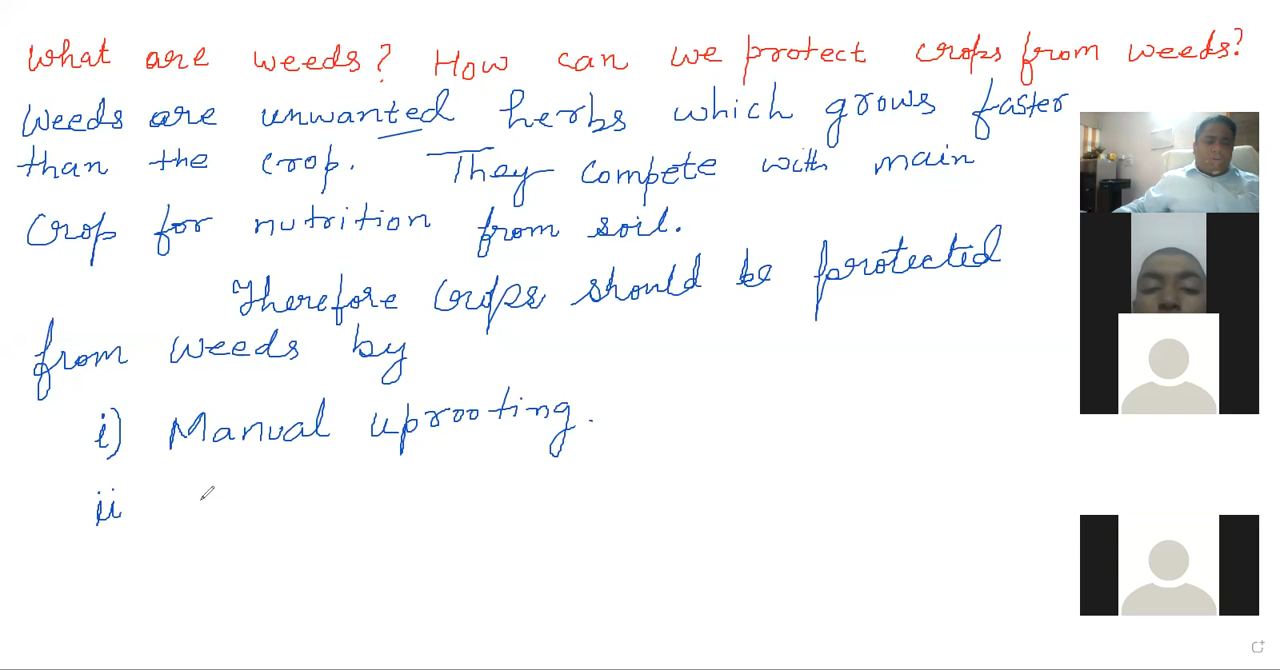 What are weeds? How can we protect crops from weeds?
Weeds are unwanted herbs which grows faster
than the crop. They compete with main
crop for nutrition from soil.
Therefore crops should be protected
from weeds by
i) Manual uprooting.
ii